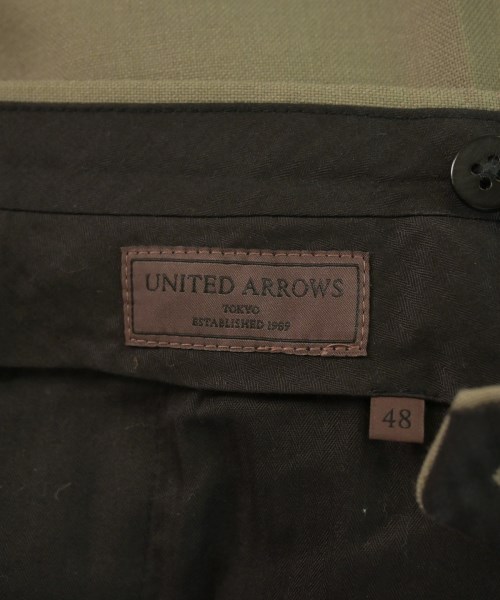 UNITED ARROWS
TOKYO
ESTABLISHED 1989
48